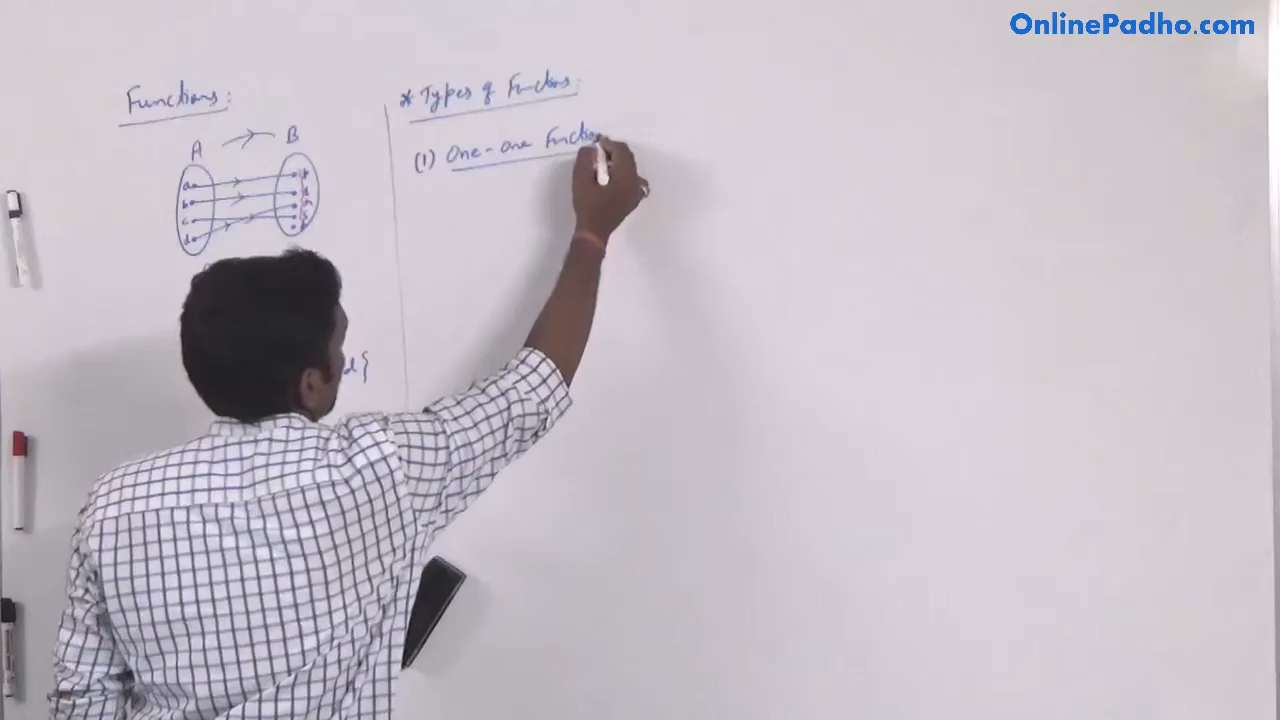 OnlinePadho.com
Functions:
A B
a
b
c
d
d}
* Types of Functions:
(1) One-one Function